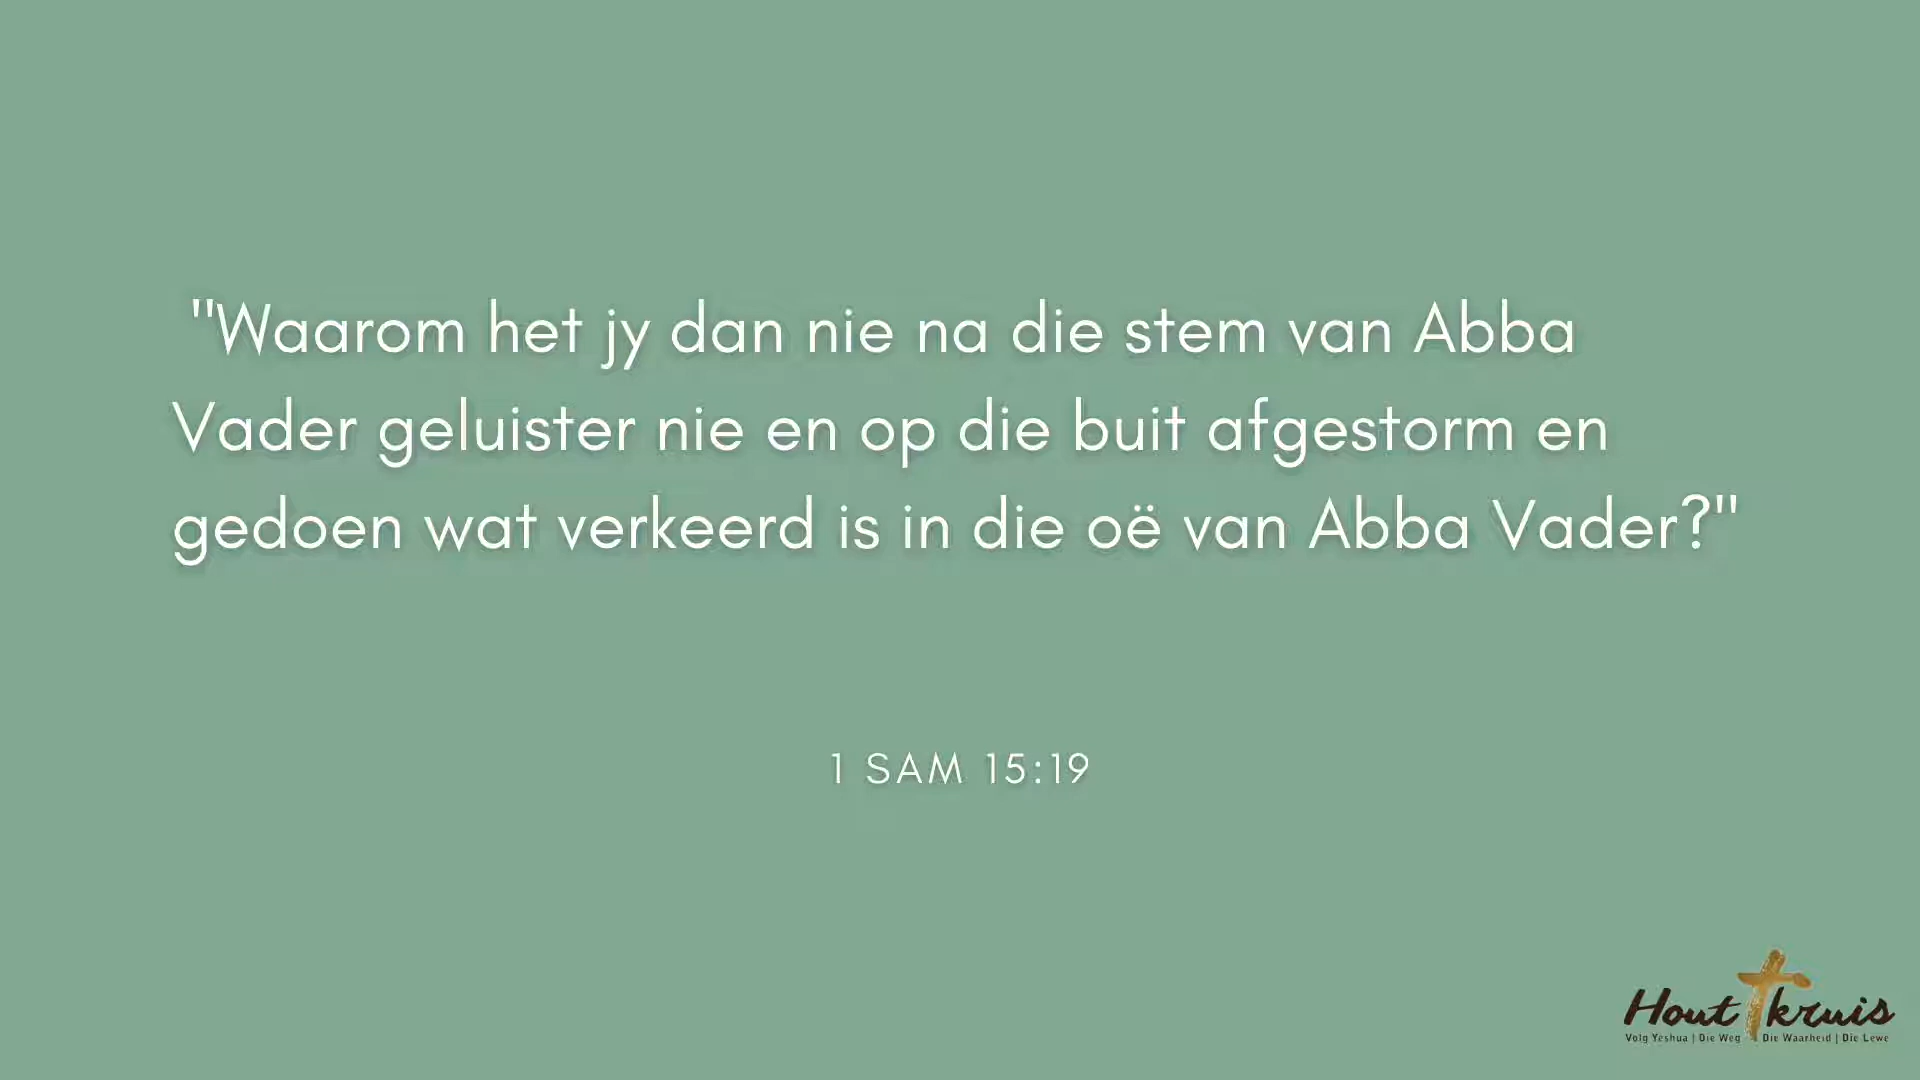 "Waarom het jy dan nie na die stem van Abba
Vader geluister nie en op die buit afgestorm en
gedoen wat verkeerd is in die oë van Abba Vader?"
1 SAM 15:19
Hout kruis
Volg Yeshua | Die Weg Die Waarheid | Die Lewe